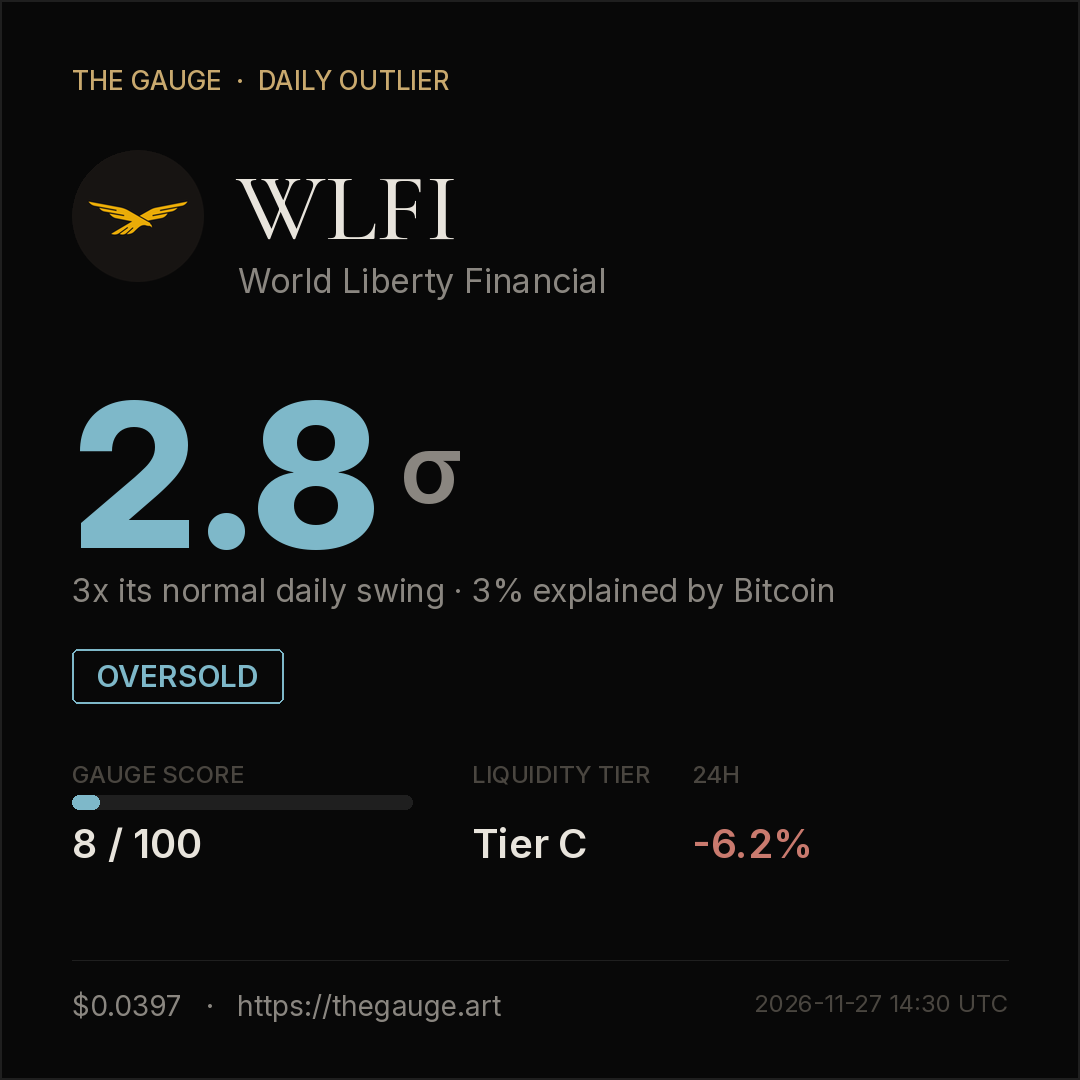 THE GAUGE · DAILY OUTLIER
WLFI
World Liberty Financial
2.8 σ
3x its normal daily swing · 3% explained by Bitcoin
OVERSOLD
GAUGE SCORE LIQUIDITY TIER 24H
8 / 100 Tier C -6.2%
$0.0397 · https://thegauge.art 2026-11-27 14:30 UTC